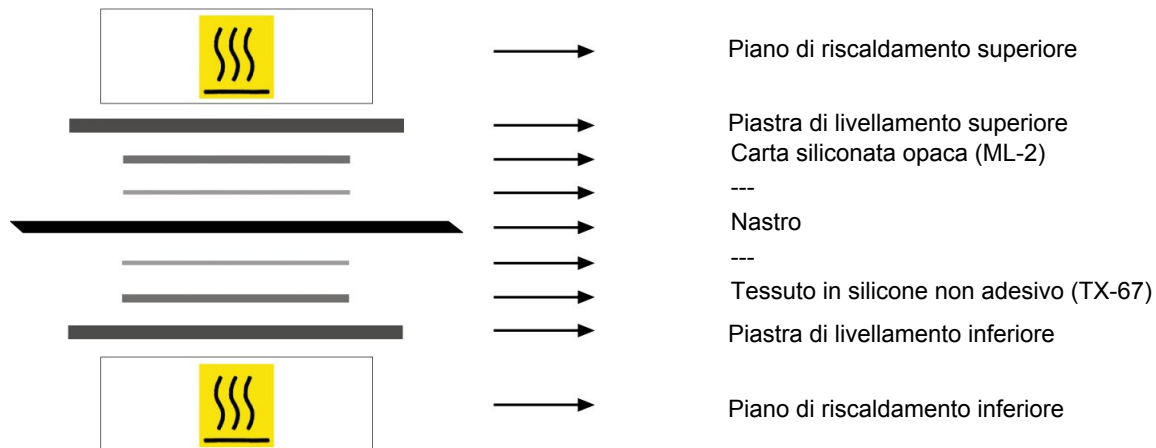 Piano di riscaldamento superiore
Piastra di livellamento superiore
Carta siliconata opaca (ML-2)
---
Nastro
---
Tessuto in silicone non adesivo (TX-67)
Piastra di livellamento inferiore
Piano di riscaldamento inferiore